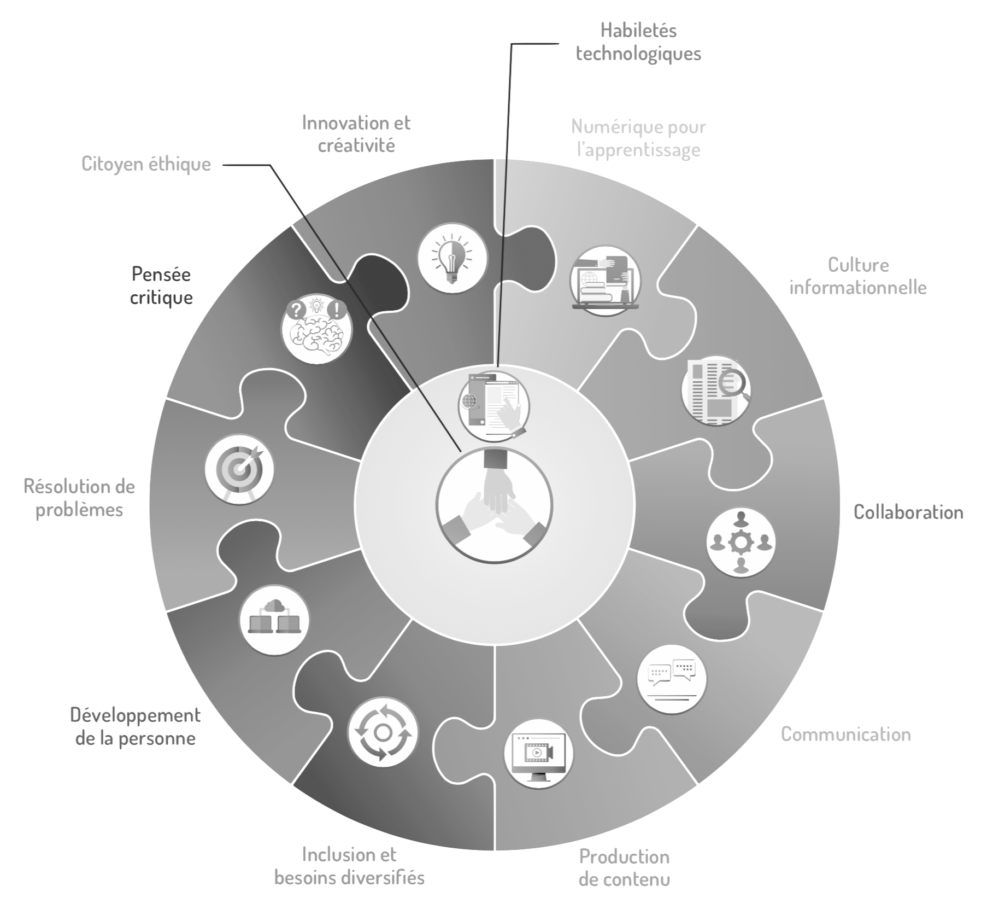 Habiletés
technologiques
Innovation et
créativité
Numérique pour
l'apprentissage
Citoyen éthique
Pensée
critique
?
!
Culture
informationnelle
Résolution de
problèmes
Collaboration
Développement
de la personne
Communication
Inclusion et
besoins diversifiés
Production
de contenu